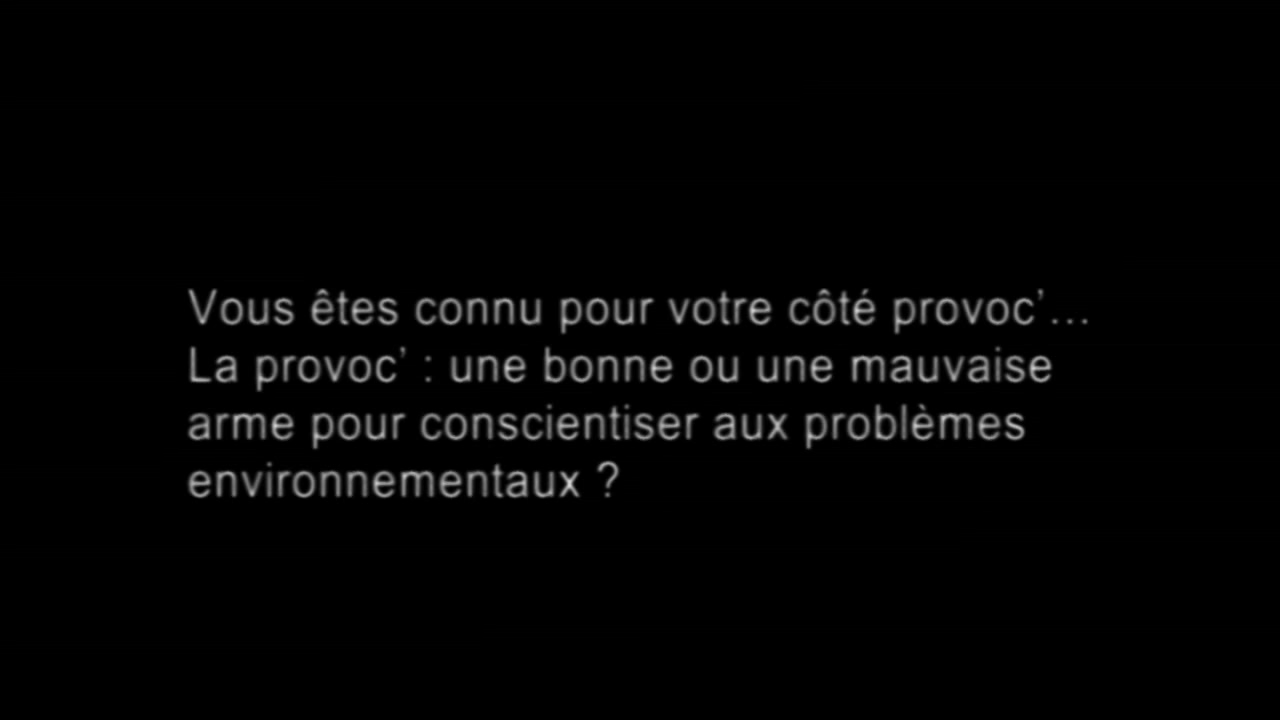 Vous êtes connu pour votre côté provoc’...
La provoc’ : une bonne ou une mauvaise
arme pour conscientiser aux problèmes
environnementaux ?